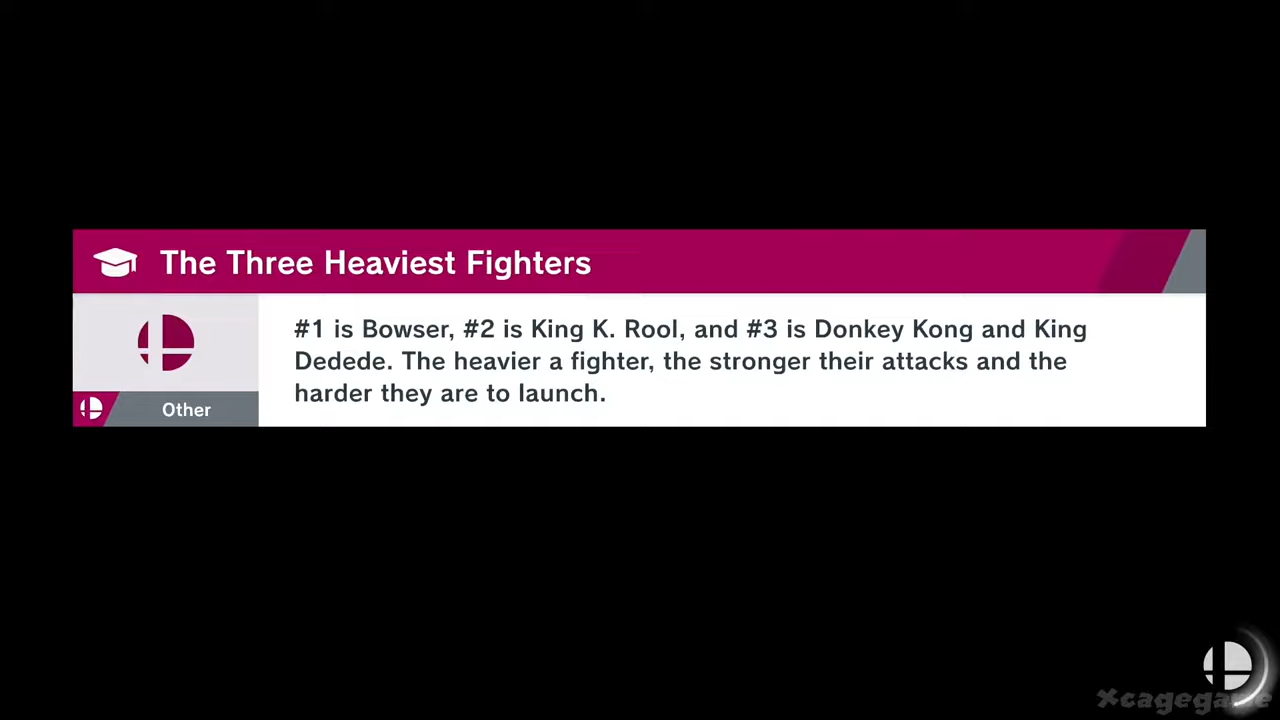 The Three Heaviest Fighters
#1 is Bowser, #2 is King K. Rool, and #3 is Donkey Kong and King
Dedede. The heavier a fighter, the stronger their attacks and the
harder they are to launch.
Other
Xcagegame